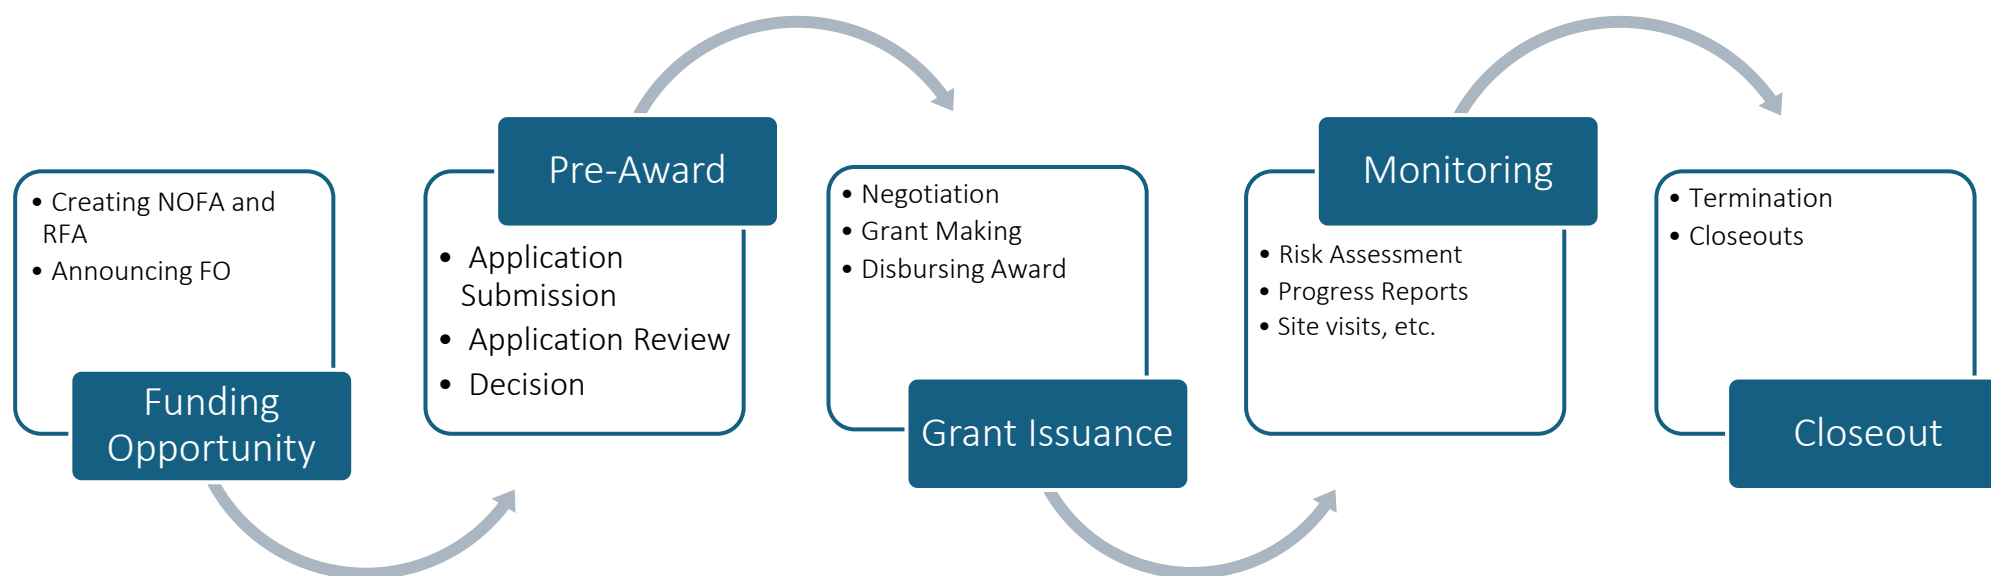 • Creating NOFA and
RFA
• Announcing FO
Funding
Opportunity
Pre-Award
• Application
Submission
• Application Review
• Decision
• Negotiation
• Grant Making
• Disbursing Award
Grant Issuance
Monitoring
• Risk Assessment
• Progress Reports
• Site visits, etc.
• Termination
• Closeouts
Closeout